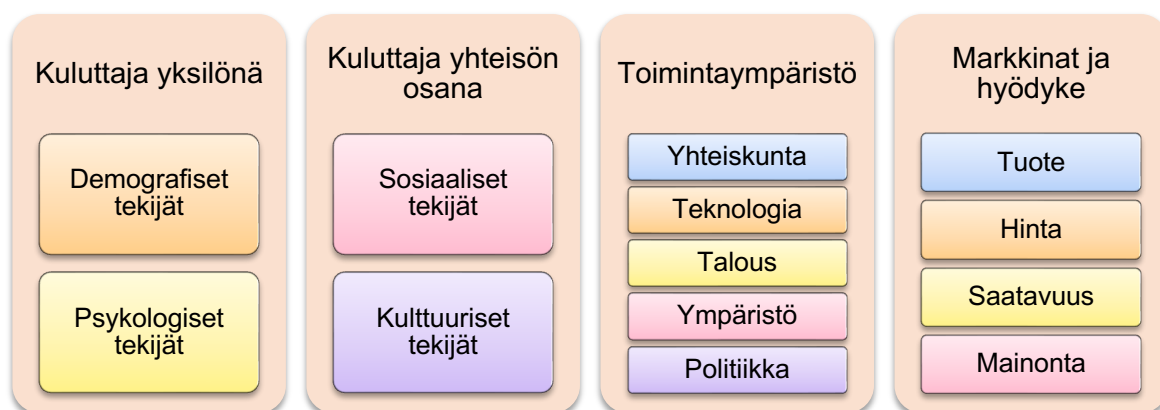 Kuluttaja yksilönä
Demografiset
tekijät
Psykologiset
tekijät
Kuluttaja yhteisön
osana
Sosiaaliset
tekijät
Kulttuuriset
tekijät
Toimintaympäristö
Yhteiskunta
Teknologia
Talous
Ympäristö
Politiikka
Markkinat ja
hyödyke
Tuote
Hinta
Saatavuus
Mainonta